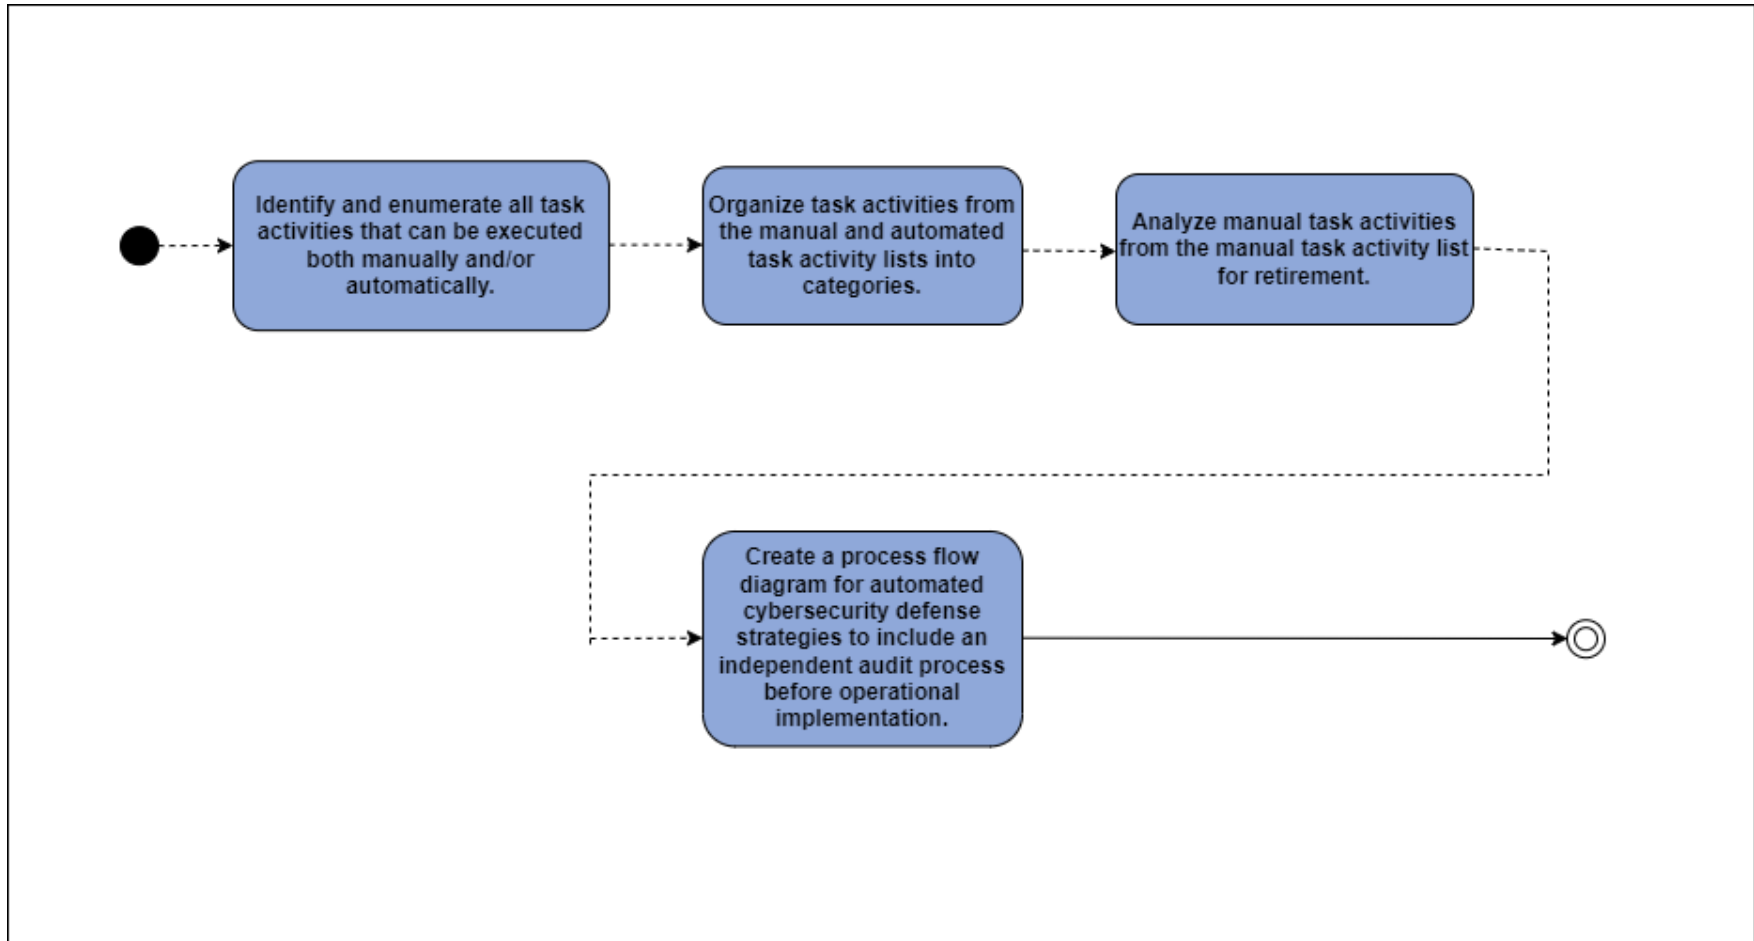 Identify and enumerate all task
activities that can be executed
both manually and/or
automatically.
Organize task activities from
the manual and automated
task activity lists into
categories.
Analyze manual task activities
from the manual task activity list
for retirement.
Create a process flow
diagram for automated
cybersecurity defense
strategies to include an
independent audit process
before operational
implementation.